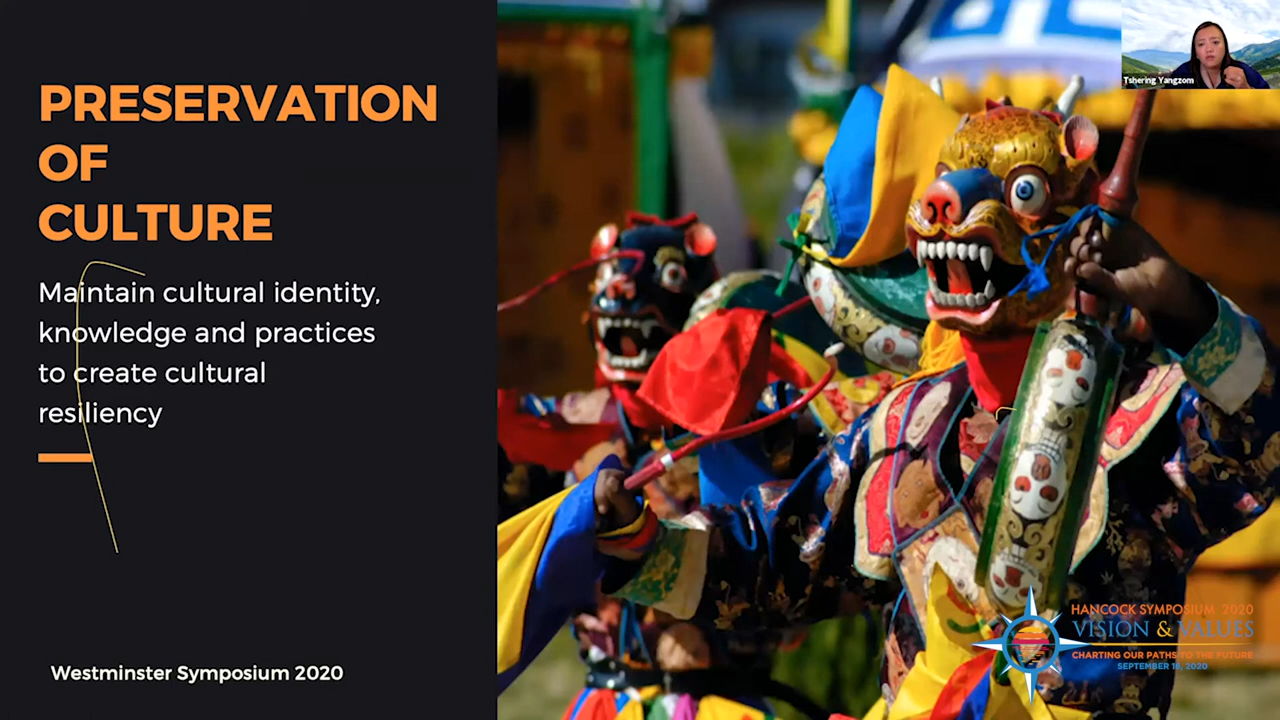 Tshering Yangzom
PRESERVATION
OF
CULTURE
Maintain cultural identity,
knowledge and practices
to create cultural
resiliency
Westminster Symposium 2020
HANCOCK SYMPOSIUM 2020
VISION & VALUES
CHARTING OUR PATHS TO THE FUTURE
SEPTEMBER 16, 2020